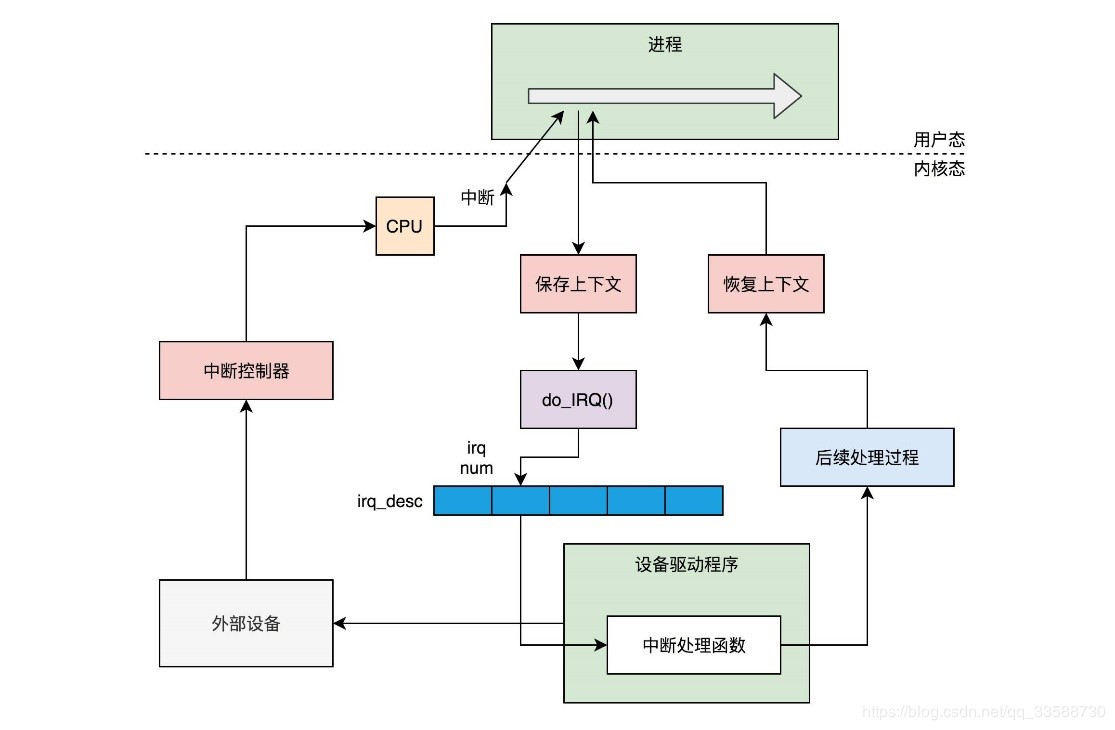 进程
用户态
内核态
中断
CPU
保存上下文
恢复上下文
中断控制器
do_IRQ()
irq
num
后续处理过程
irq_desc
设备驱动程序
外部设备
中断处理函数
https://blog.csdn.net/qq_33588730